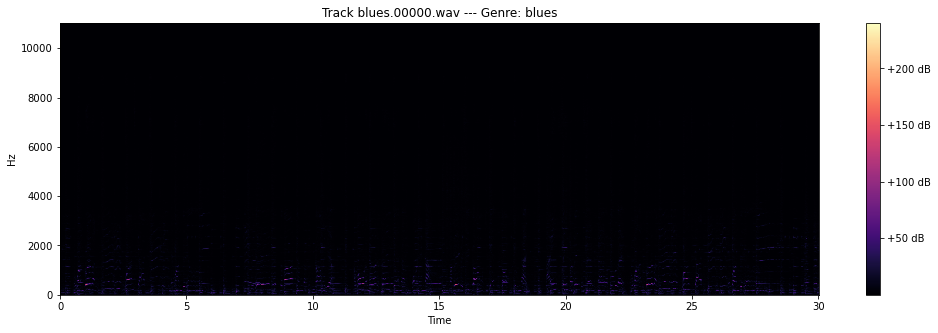 Track blues.00000.wav --- Genre: blues
10000
8000
6000
4000
2000
0
Hz
0 5 10 15 20 25 30
Time
+200 dB
+150 dB
+100 dB
+50 dB